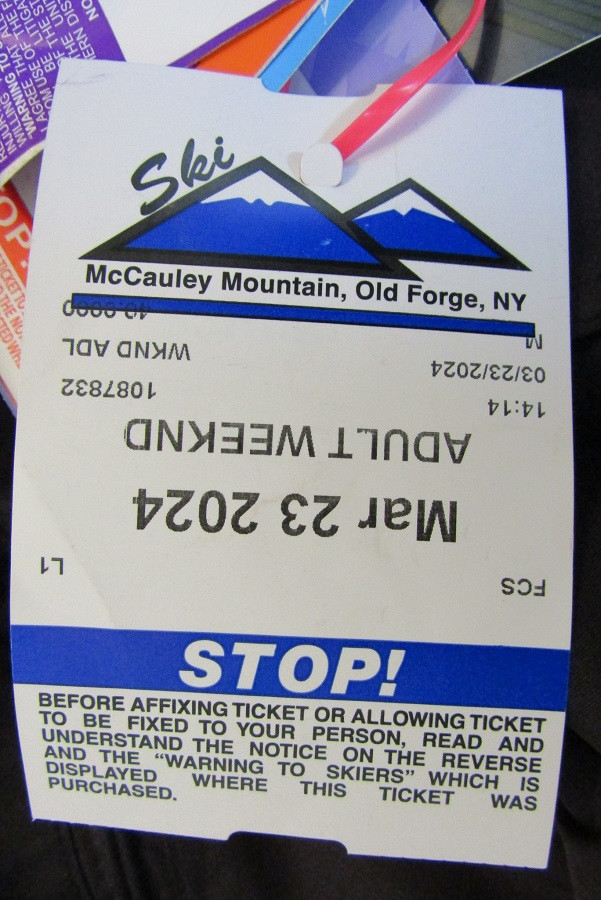 Ski
McCauley Mountain, Old Forge, NY
FCS L1
Mar 23 2024
ADULT WEEKND
14:14 1087832
03/23/2024 WKND ADL
STOP!
BEFORE AFFIXING TICKET OR ALLOWING TICKET
TO BE FIXED TO YOUR PERSON, READ AND
UNDERSTAND THE NOTICE ON THE REVERSE
AND THE “WARNING TO SKIERS” WHICH IS
DISPLAYED WHERE THIS TICKET WAS
PURCHASED.